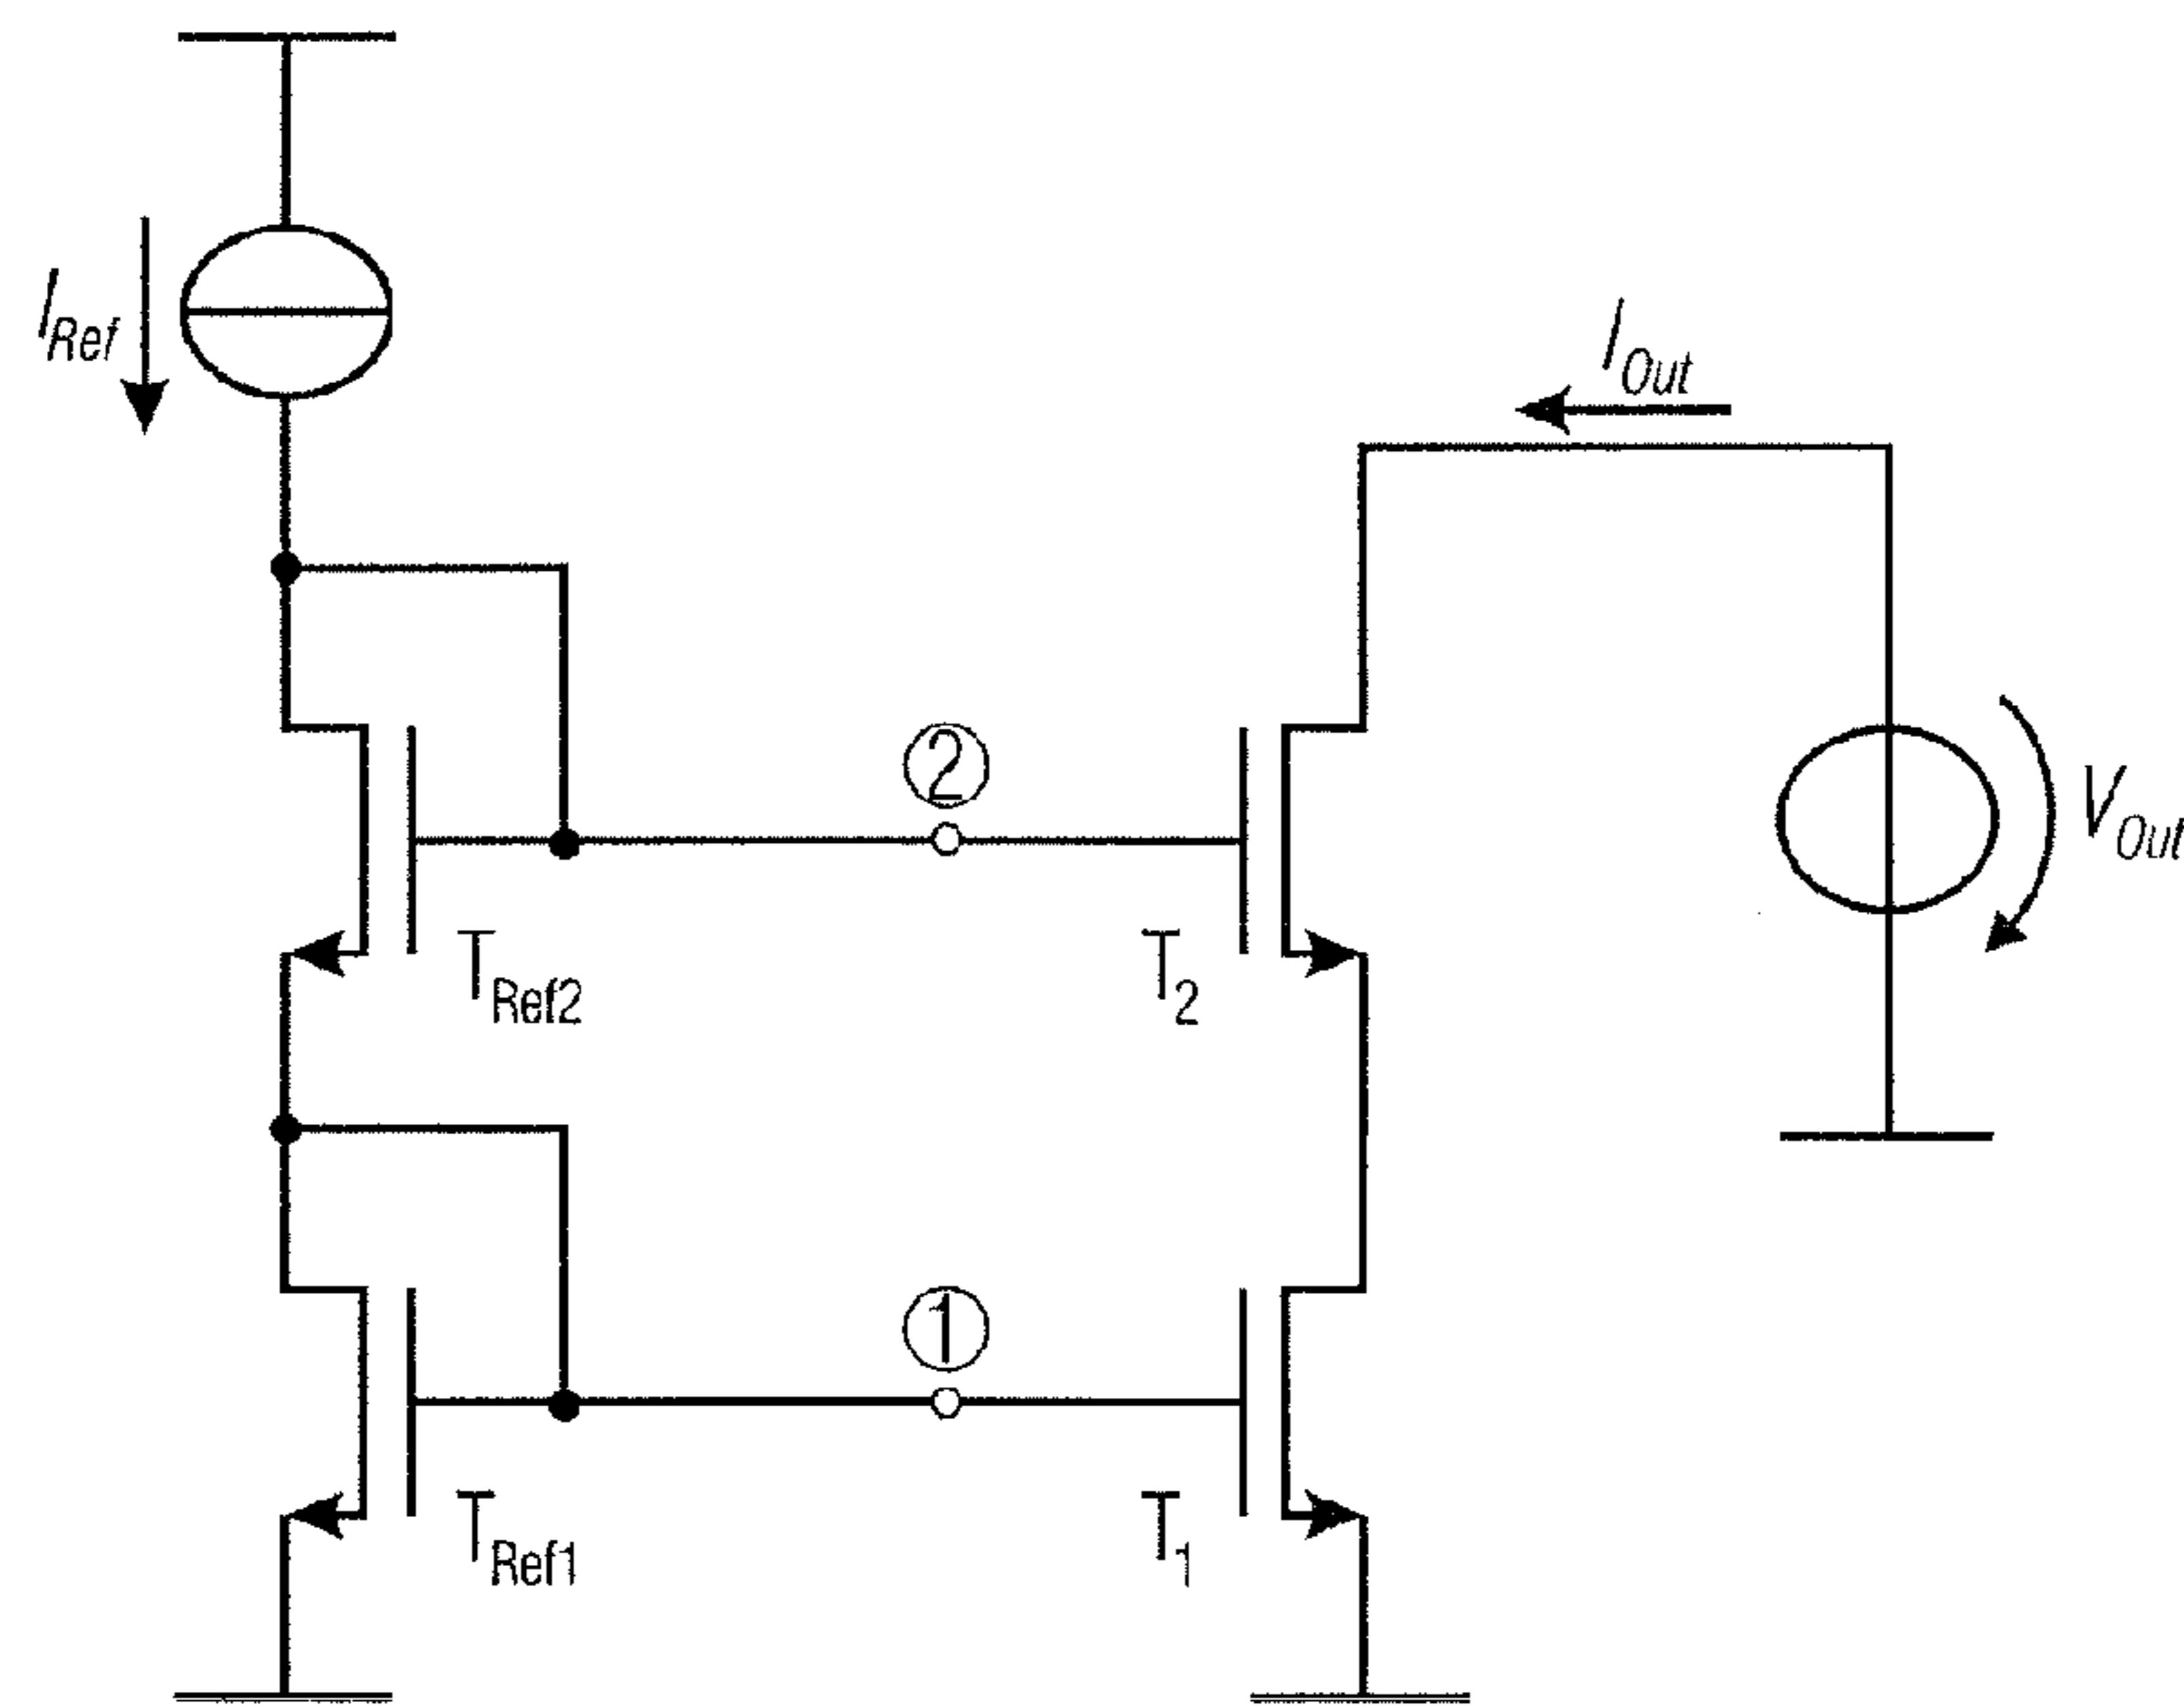 I_Ref
I_Out
②
V_Out
T_Ref2
T_2
①
T_Ref1
T_1